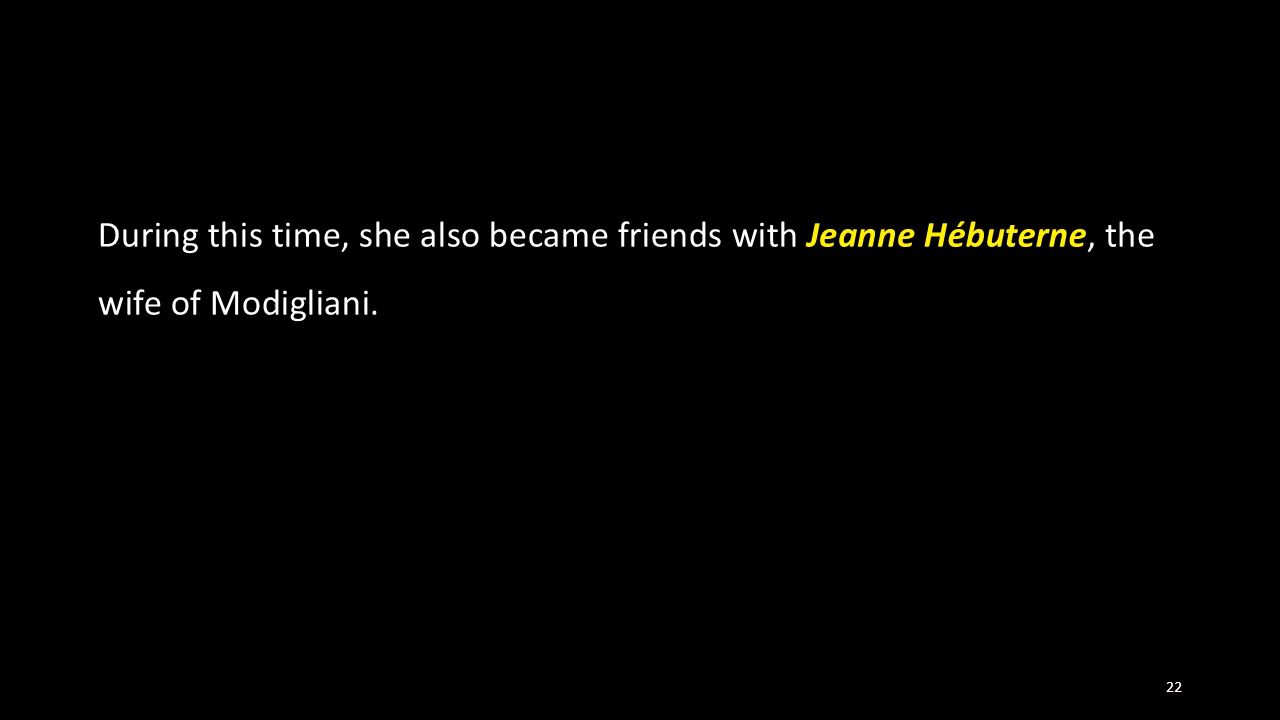 During this time, she also became friends with Jeanne Hébuterne, the
wife of Modigliani.
22